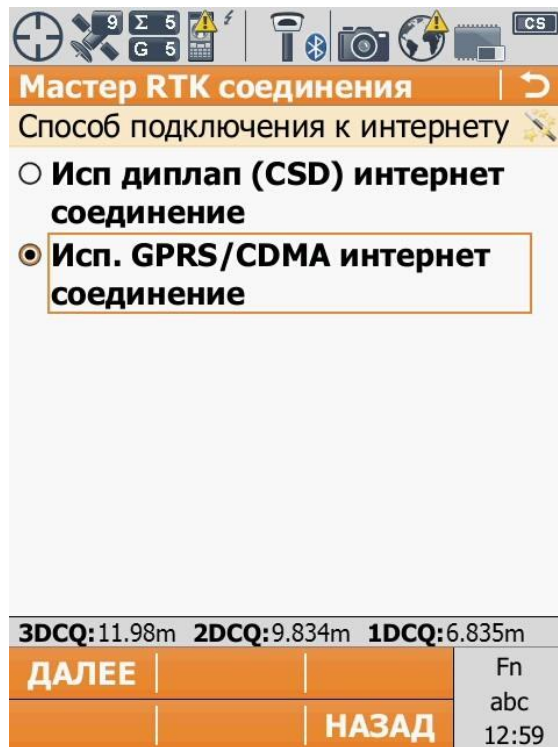 9 Σ 5 CS
G 5
Мастер RTK соединения
Способ подключения к интернету
Исп диплап (CSD) интернет
соединение
Исп. GPRS/CDMA интернет
соединение
3DCQ:11.98m 2DCQ:9.834m 1DCQ:6.835m
ДАЛЕЕ Fn
abc
НАЗАД 12:59